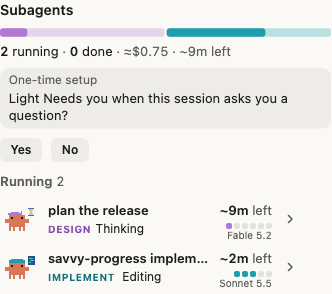 Subagents
2 running · 0 done · ≈$0.75 · ~9m left
One-time setup
Light Needs you when this session asks you a
question?
Yes No
Running 2
plan the release ~9m left
DESIGN Thinking
Fable 5.2
savvy-progress implem... ~2m left
IMPLEMENT Editing
Sonnet 5.5